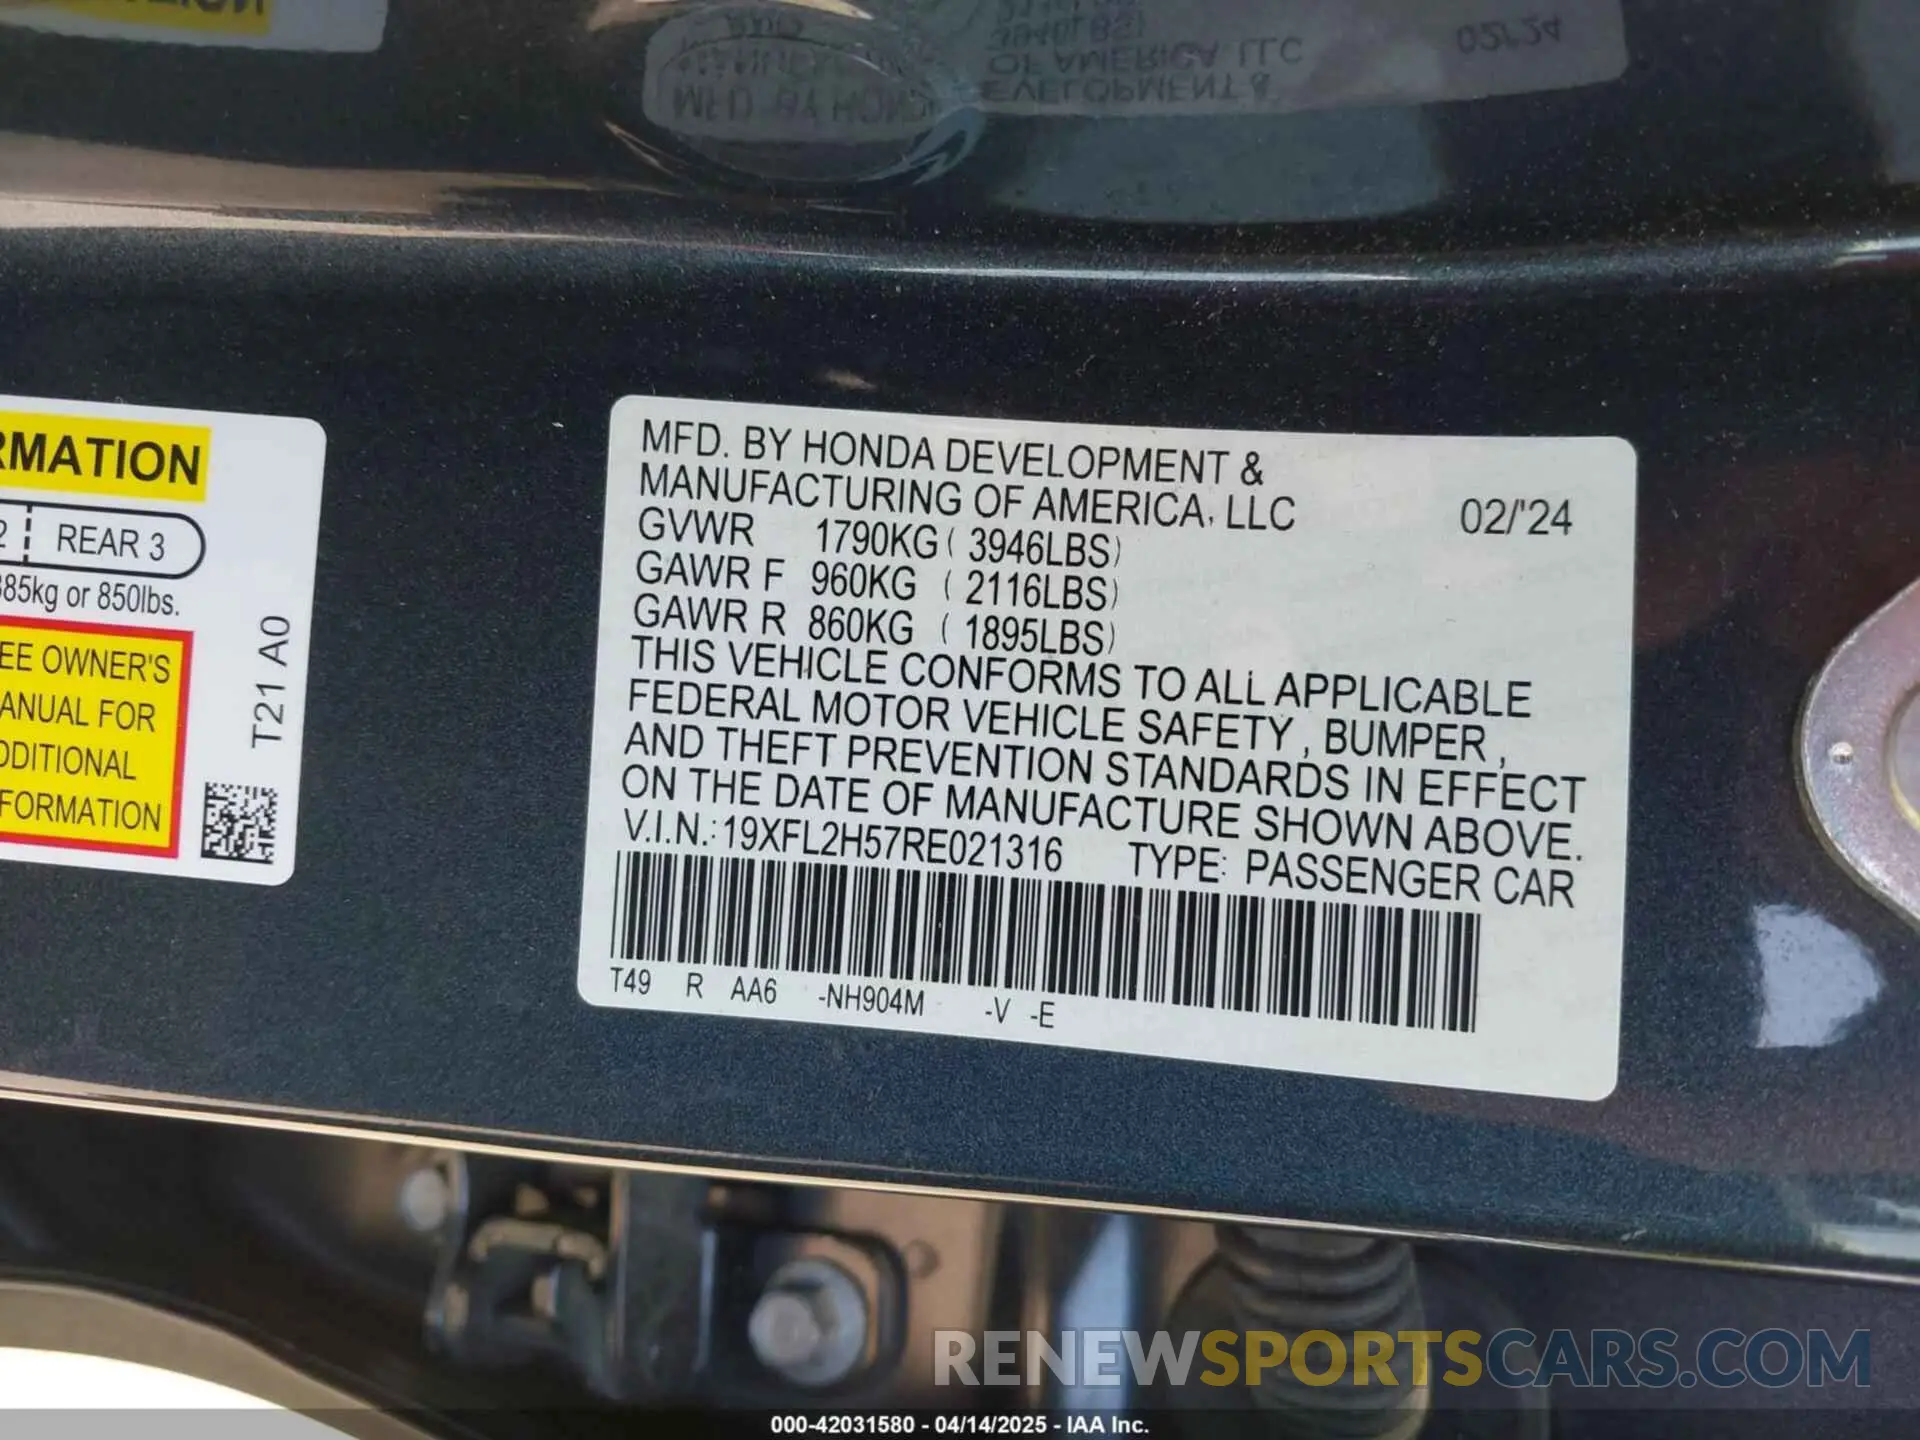 RMATION
2 REAR 3
385kg or 850lbs.
EE OWNER'S
ANUAL FOR
DDITIONAL
FORMATION
T21 A0
MFD. BY HONDA DEVELOPMENT &
MANUFACTURING OF AMERICA, LLC 02/'24
GVWR 1790KG ( 3946LBS)
GAWR F 960KG ( 2116LBS)
GAWR R 860KG ( 1895LBS)
THIS VEHICLE CONFORMS TO ALL APPLICABLE
FEDERAL MOTOR VEHICLE SAFETY , BUMPER ,
AND THEFT PREVENTION STANDARDS IN EFFECT
ON THE DATE OF MANUFACTURE SHOWN ABOVE.
V.I.N.: 19XFL2H57RE021316 TYPE: PASSENGER CAR
T49 R AA6 -NH904M -V -E
RENEWSPORTSCARS.COM
000-42031580 - 04/14/2025 - IAA Inc.